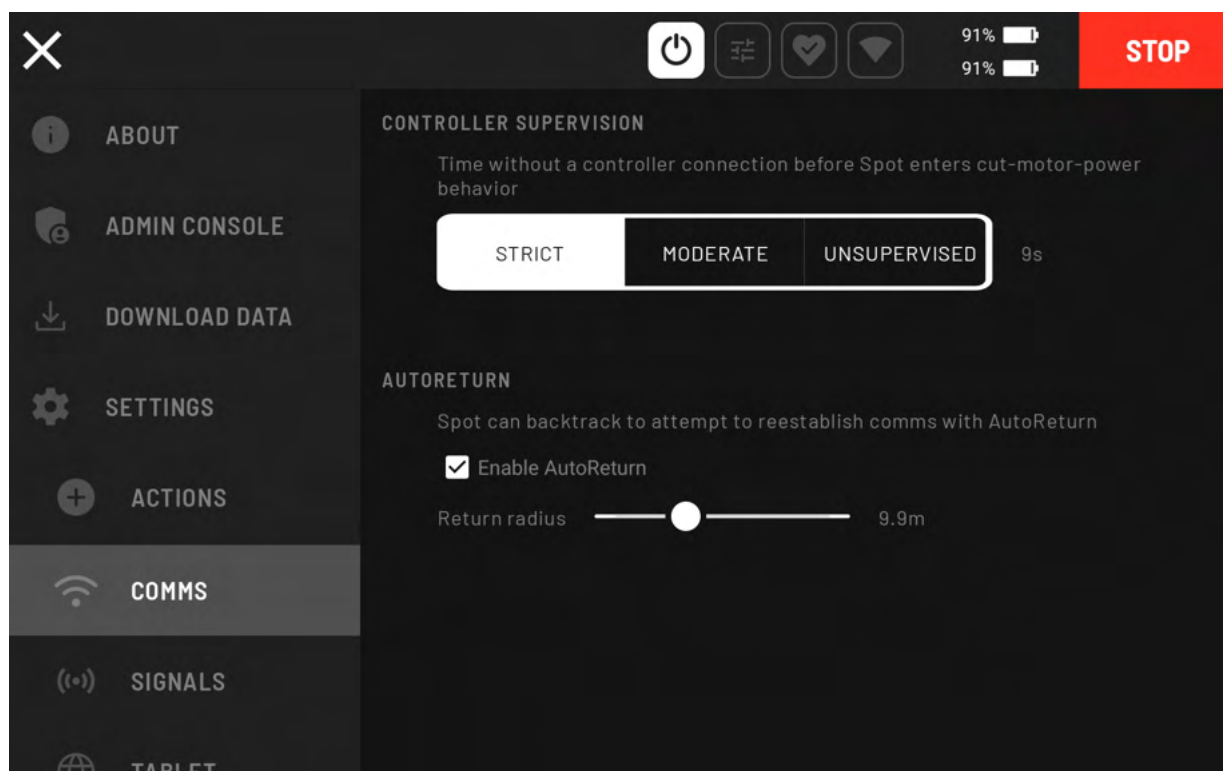 91%
91%
STOP
ABOUT
ADMIN CONSOLE
DOWNLOAD DATA
SETTINGS
ACTIONS
COMMS
SIGNALS
TABLET
CONTROLLER SUPERVISION
Time without a controller connection before Spot enters cut-motor-power
behavior
STRICT MODERATE UNSUPERVISED 9s
AUTORETURN
Spot can backtrack to attempt to reestablish comms with AutoReturn
Enable AutoReturn
Return radius 9.9m